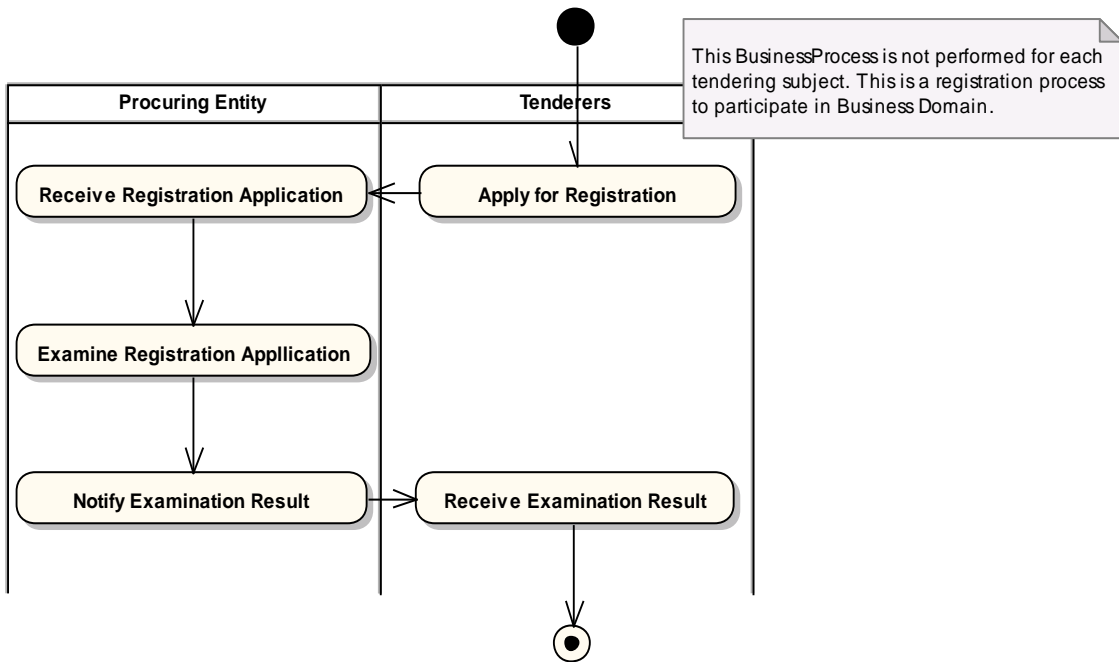 This BusinessProcess is not performed for each
tendering subject. This is a registration process
to participate in Business Domain.
Procuring Entity
Tenderers
Receive Registration Application
Apply for Registration
Examine Registration Appllication
Notify Examination Result
Receive Examination Result